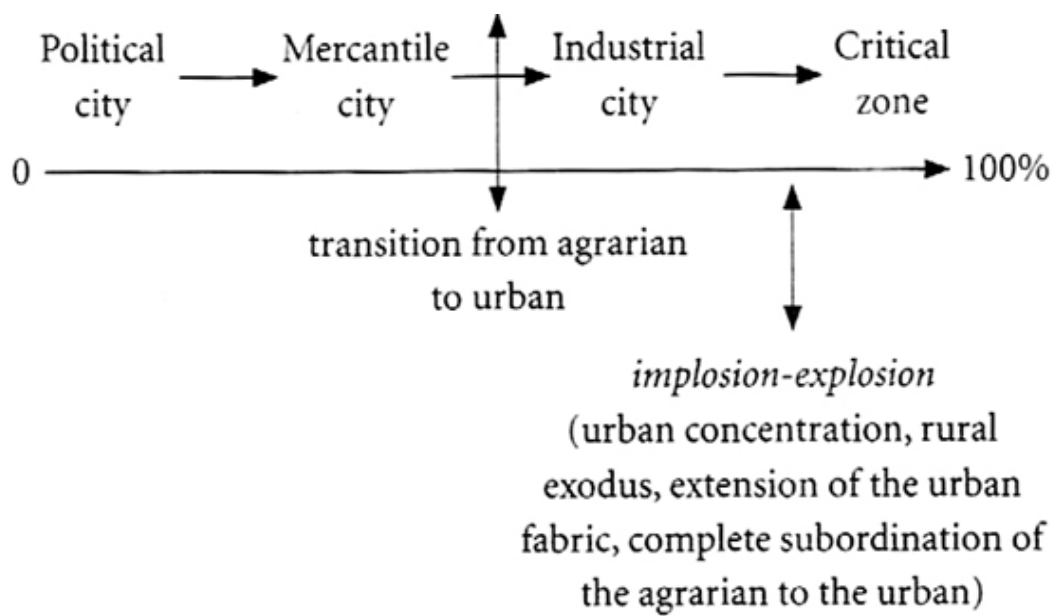 Political city
Mercantile city
Industrial city
Critical zone
0
100%
transition from agrarian
to urban
implosion-explosion
(urban concentration, rural
exodus, extension of the urban
fabric, complete subordination of
the agrarian to the urban)